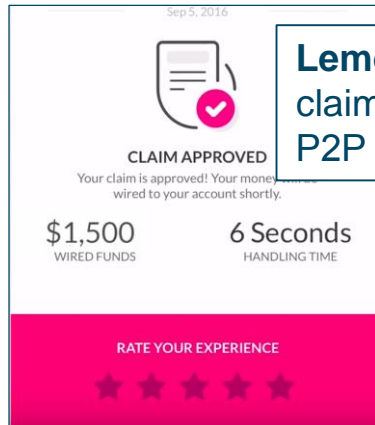 Sep 5, 2016
claim
P2P
CLAIM APPROVED
Your claim is approved! Your money
wired to your account shortly.
$1,500
6 Seconds
WIRED FUNDS
HANDLING TIME
RATE YOUR EXPERIENCE